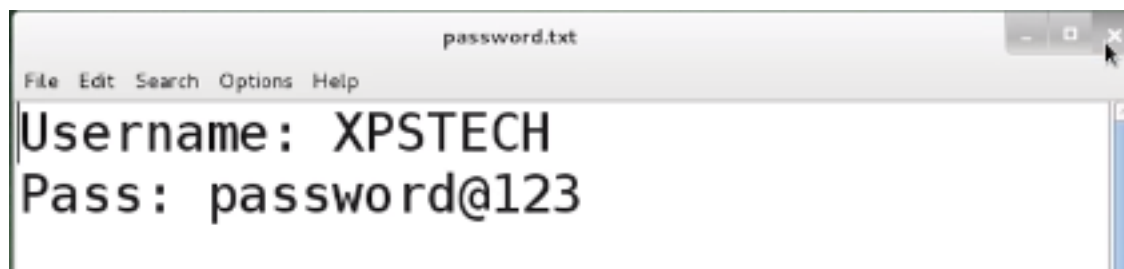 password.txt
File Edit Search Options Help
Username: XPSTECH
Pass: password@123